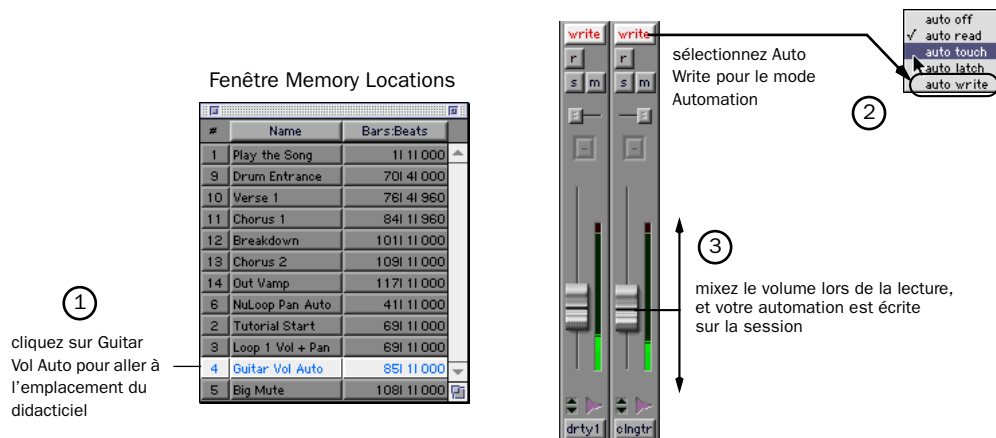 Fenêtre Memory Locations
# Name Bars:Beats
1 Play the Song 1| 1| 000
9 Drum Entrance 70| 4| 000
10 Verse 1 76| 4| 960
11 Chorus 1 84| 1| 960
12 Breakdown 101| 1| 000
13 Chorus 2 109| 1| 000
14 Out Vamp 117| 1| 000
6 NuLoop Pan Auto 41| 1| 000
2 Tutorial Start 69| 1| 000
3 Loop 1 Vol + Pan 69| 1| 000
4 Guitar Vol Auto 85| 1| 000
5 Big Mute 108| 1| 000
1
cliquez sur Guitar
Vol Auto pour aller à
l'emplacement du
didacticiel
write write
r r
s m s m
drty1 clngtr
sélectionnez Auto
Write pour le mode
Automation
auto off
✓ auto read
auto touch
auto latch
auto write
2
3
mixez le volume lors de la lecture,
et votre automation est écrite
sur la session